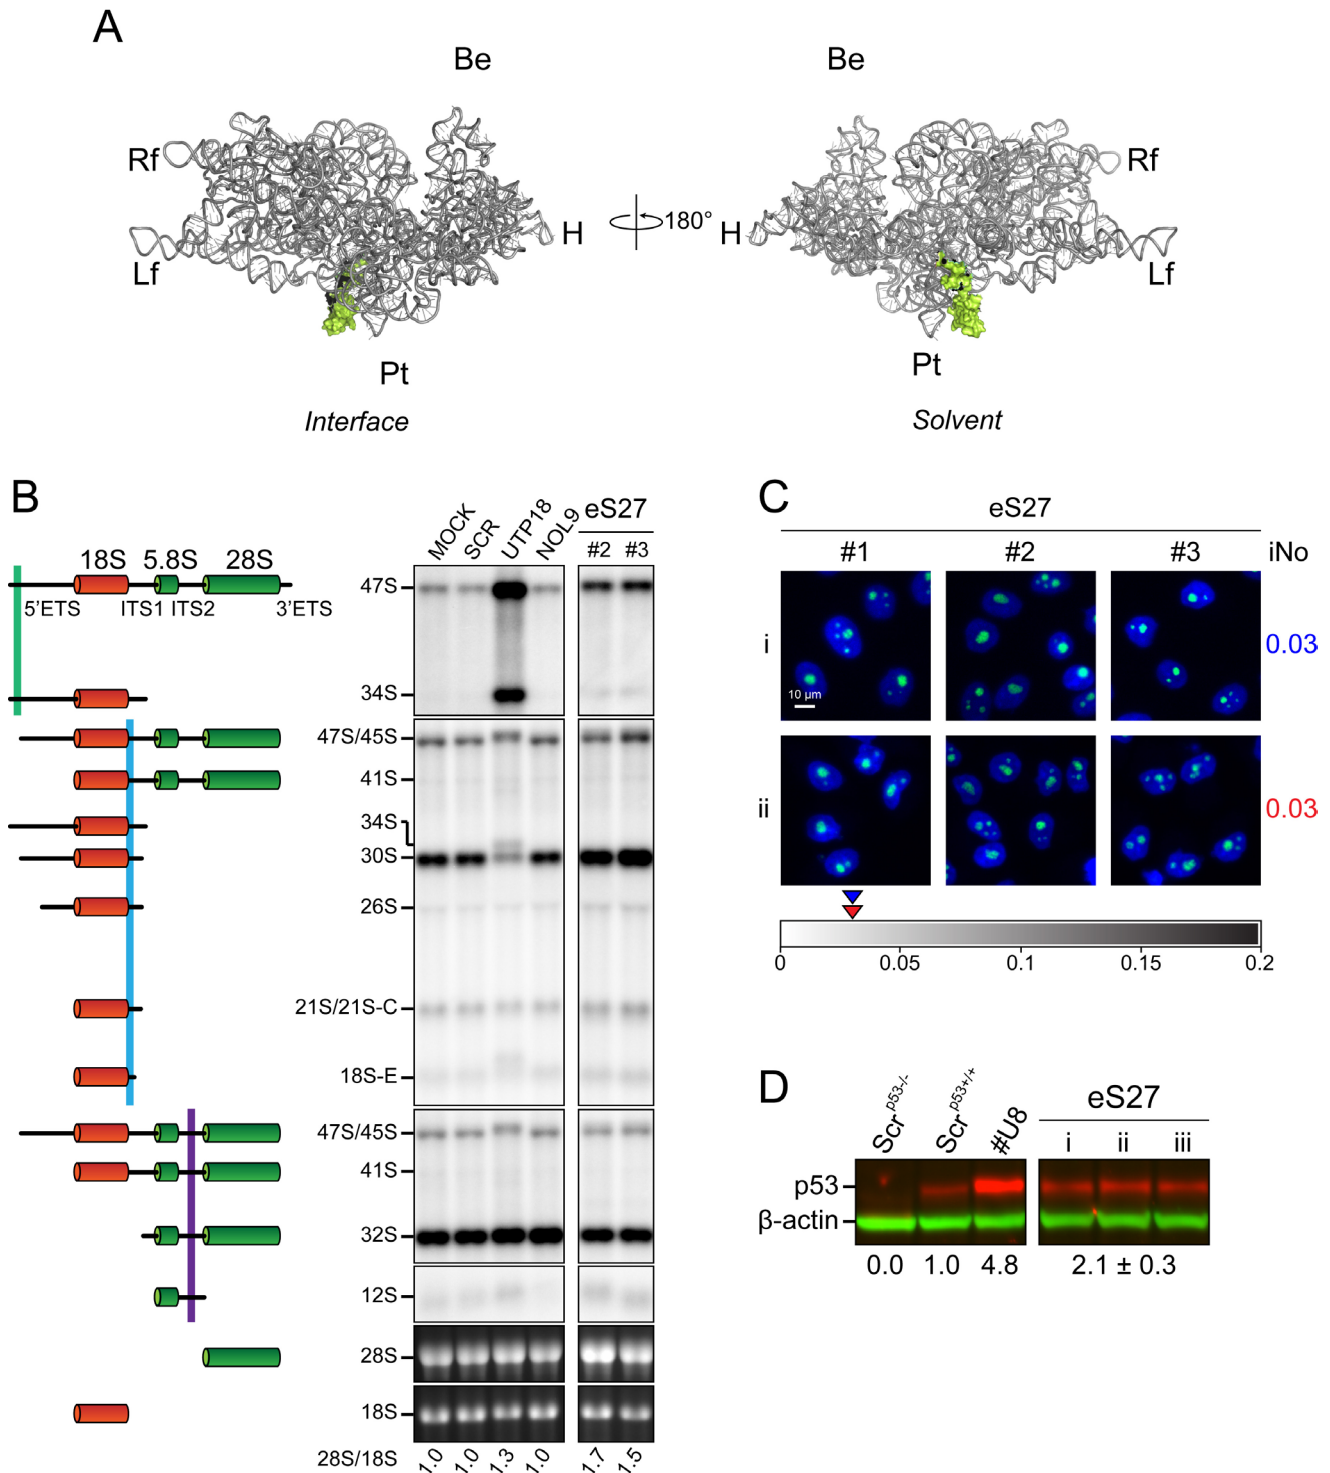 A
Be
Be
Rf
Rf
H
180°
H
Lf
Lf
Pt
Pt
Interface
Solvent
B
MOCK
SCR
UTP18
NOL9
eS27
#2
#3
18S
5.8S
28S
5'ETS
ITS1
ITS2
3'ETS
47S
34S
47S/45S
41S
34S
30S
26S
21S/21S-C
18S-E
47S/45S
41S
32S
12S
28S
18S
28S/18S
1.0
1.0
1.3
1.0
1.7
1.5
C
eS27
#1
#2
#3
iNo
i
0.03
10 µm
ii
0.03
0
0.05
0.1
0.15
0.2
D
Scr p53-/-
Scr p53+/+
#U8
eS27
i
ii
iii
p53
β-actin
0.0
1.0
4.8
2.1 ± 0.3